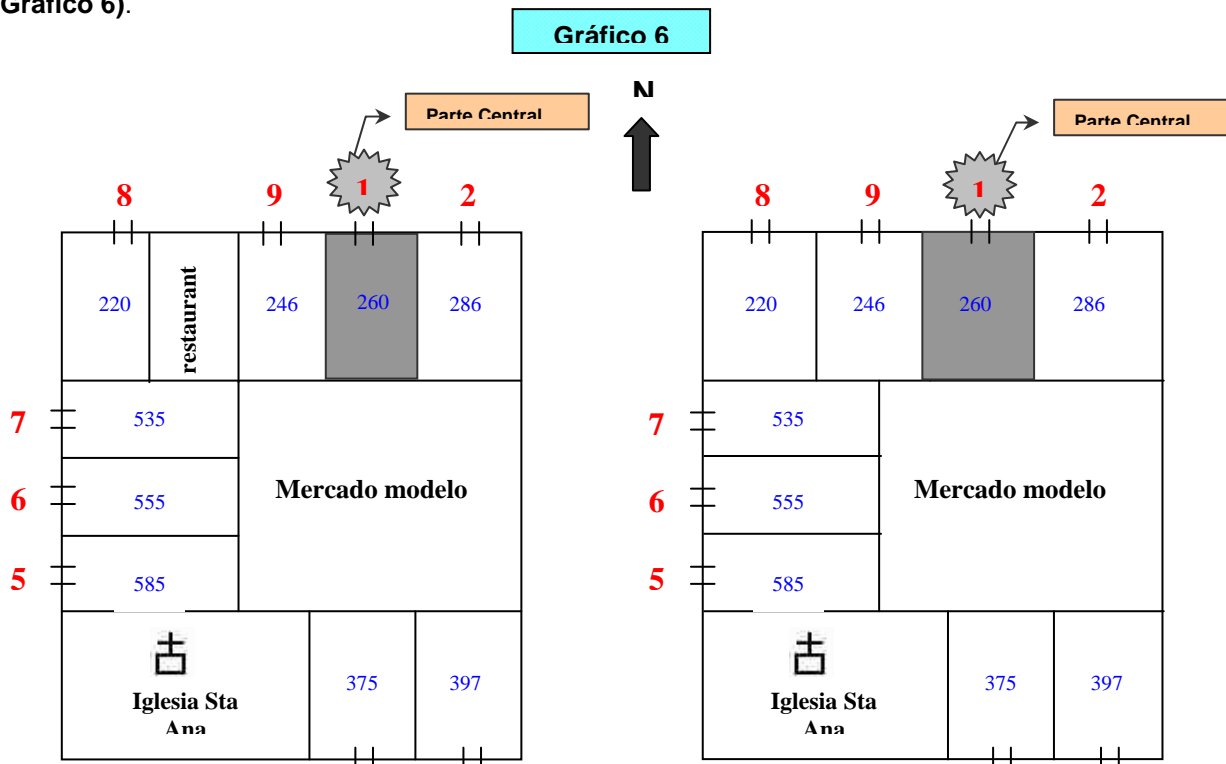 Gráfico 6).
Gráfico 6
N
Parte Central
1
8
9
2
220
restaurant
246
260
286
7
535
6
555
Mercado modelo
5
585
Iglesia Sta
Ana
375
397
Parte Central
1
8
9
2
220
246
260
286
7
535
6
555
Mercado modelo
5
585
Iglesia Sta
Ana
375
397